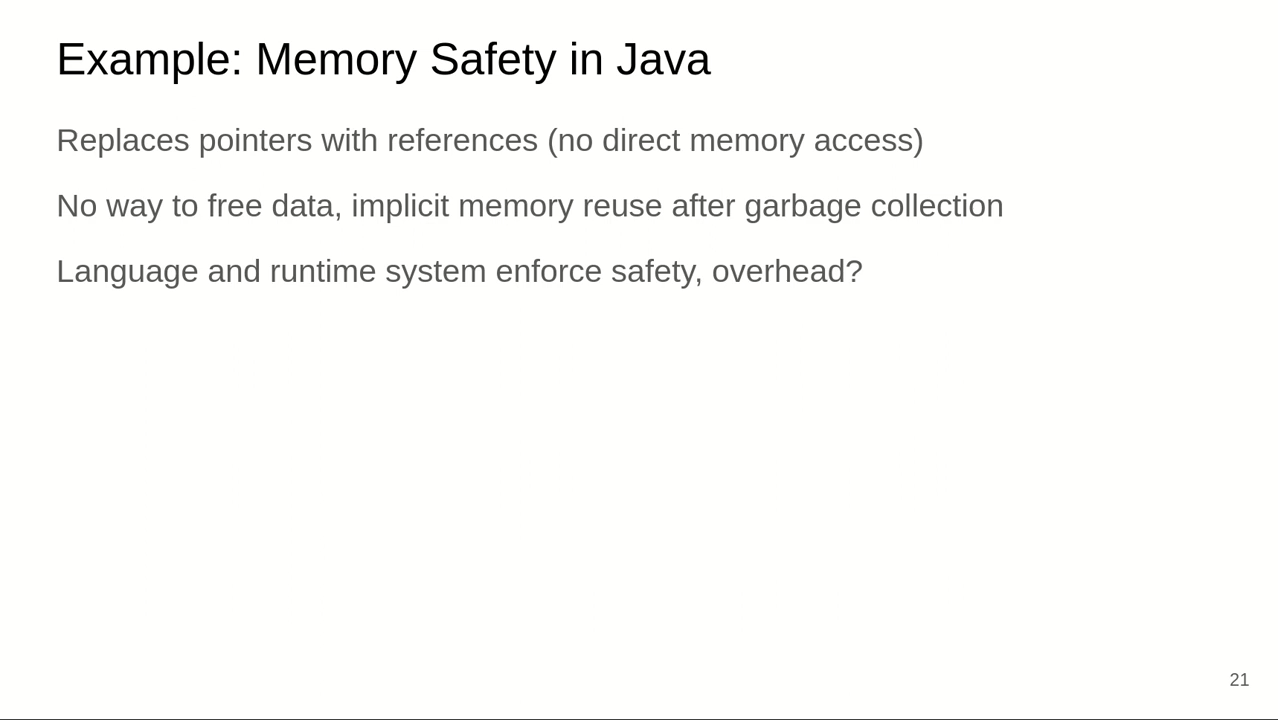 Example: Memory Safety in Java
Replaces pointers with references (no direct memory access)
No way to free data, implicit memory reuse after garbage collection
Language and runtime system enforce safety, overhead?
21